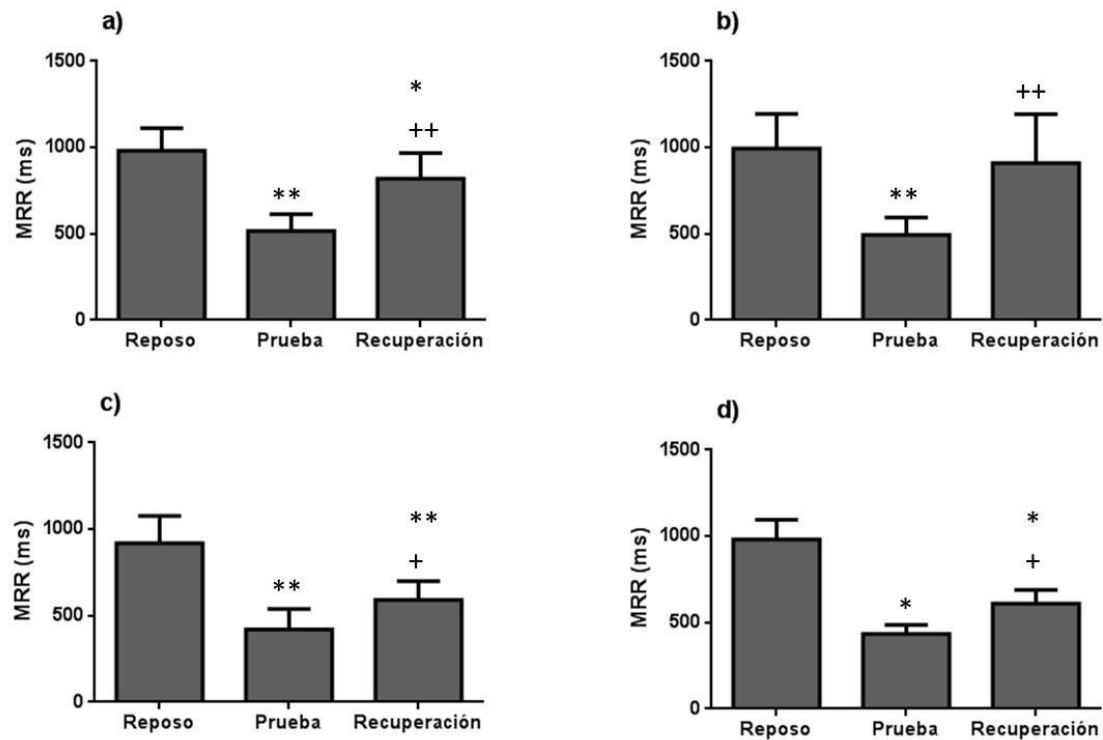 a)
1500
1000
500
0
MRR (ms)
*
++
**
Reposo Prueba Recuperación
b)
1500
1000
500
0
MRR (ms)
++
**
Reposo Prueba Recuperación
c)
1500
1000
500
0
MRR (ms)
**
+
**
Reposo Prueba Recuperación
d)
1500
1000
500
0
MRR (ms)
*
+
*
Reposo Prueba Recuperación